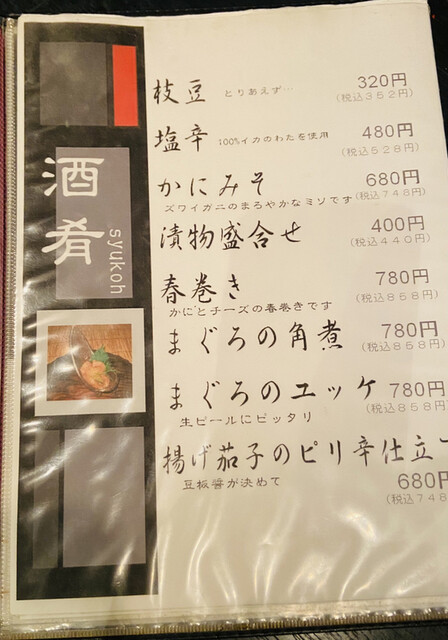 酒肴
syukoh
枝豆 とりあえず… 320円
(税込352円)
塩辛 100%イカのわたを使用 480円
(税込528円)
かにみそ 680円
ズワイガニのまろやかなミソです (税込748円)
漬物盛合せ 400円
(税込440円)
春巻き 780円
かにとチーズの春巻きです (税込858円)
まぐろの角煮 780円
(税込858円)
まぐろのユッケ 780円
生ビールにピッタリ (税込858円)
揚げ茄子のピリ辛仕立て
豆板醤が決めて 680円
(税込748